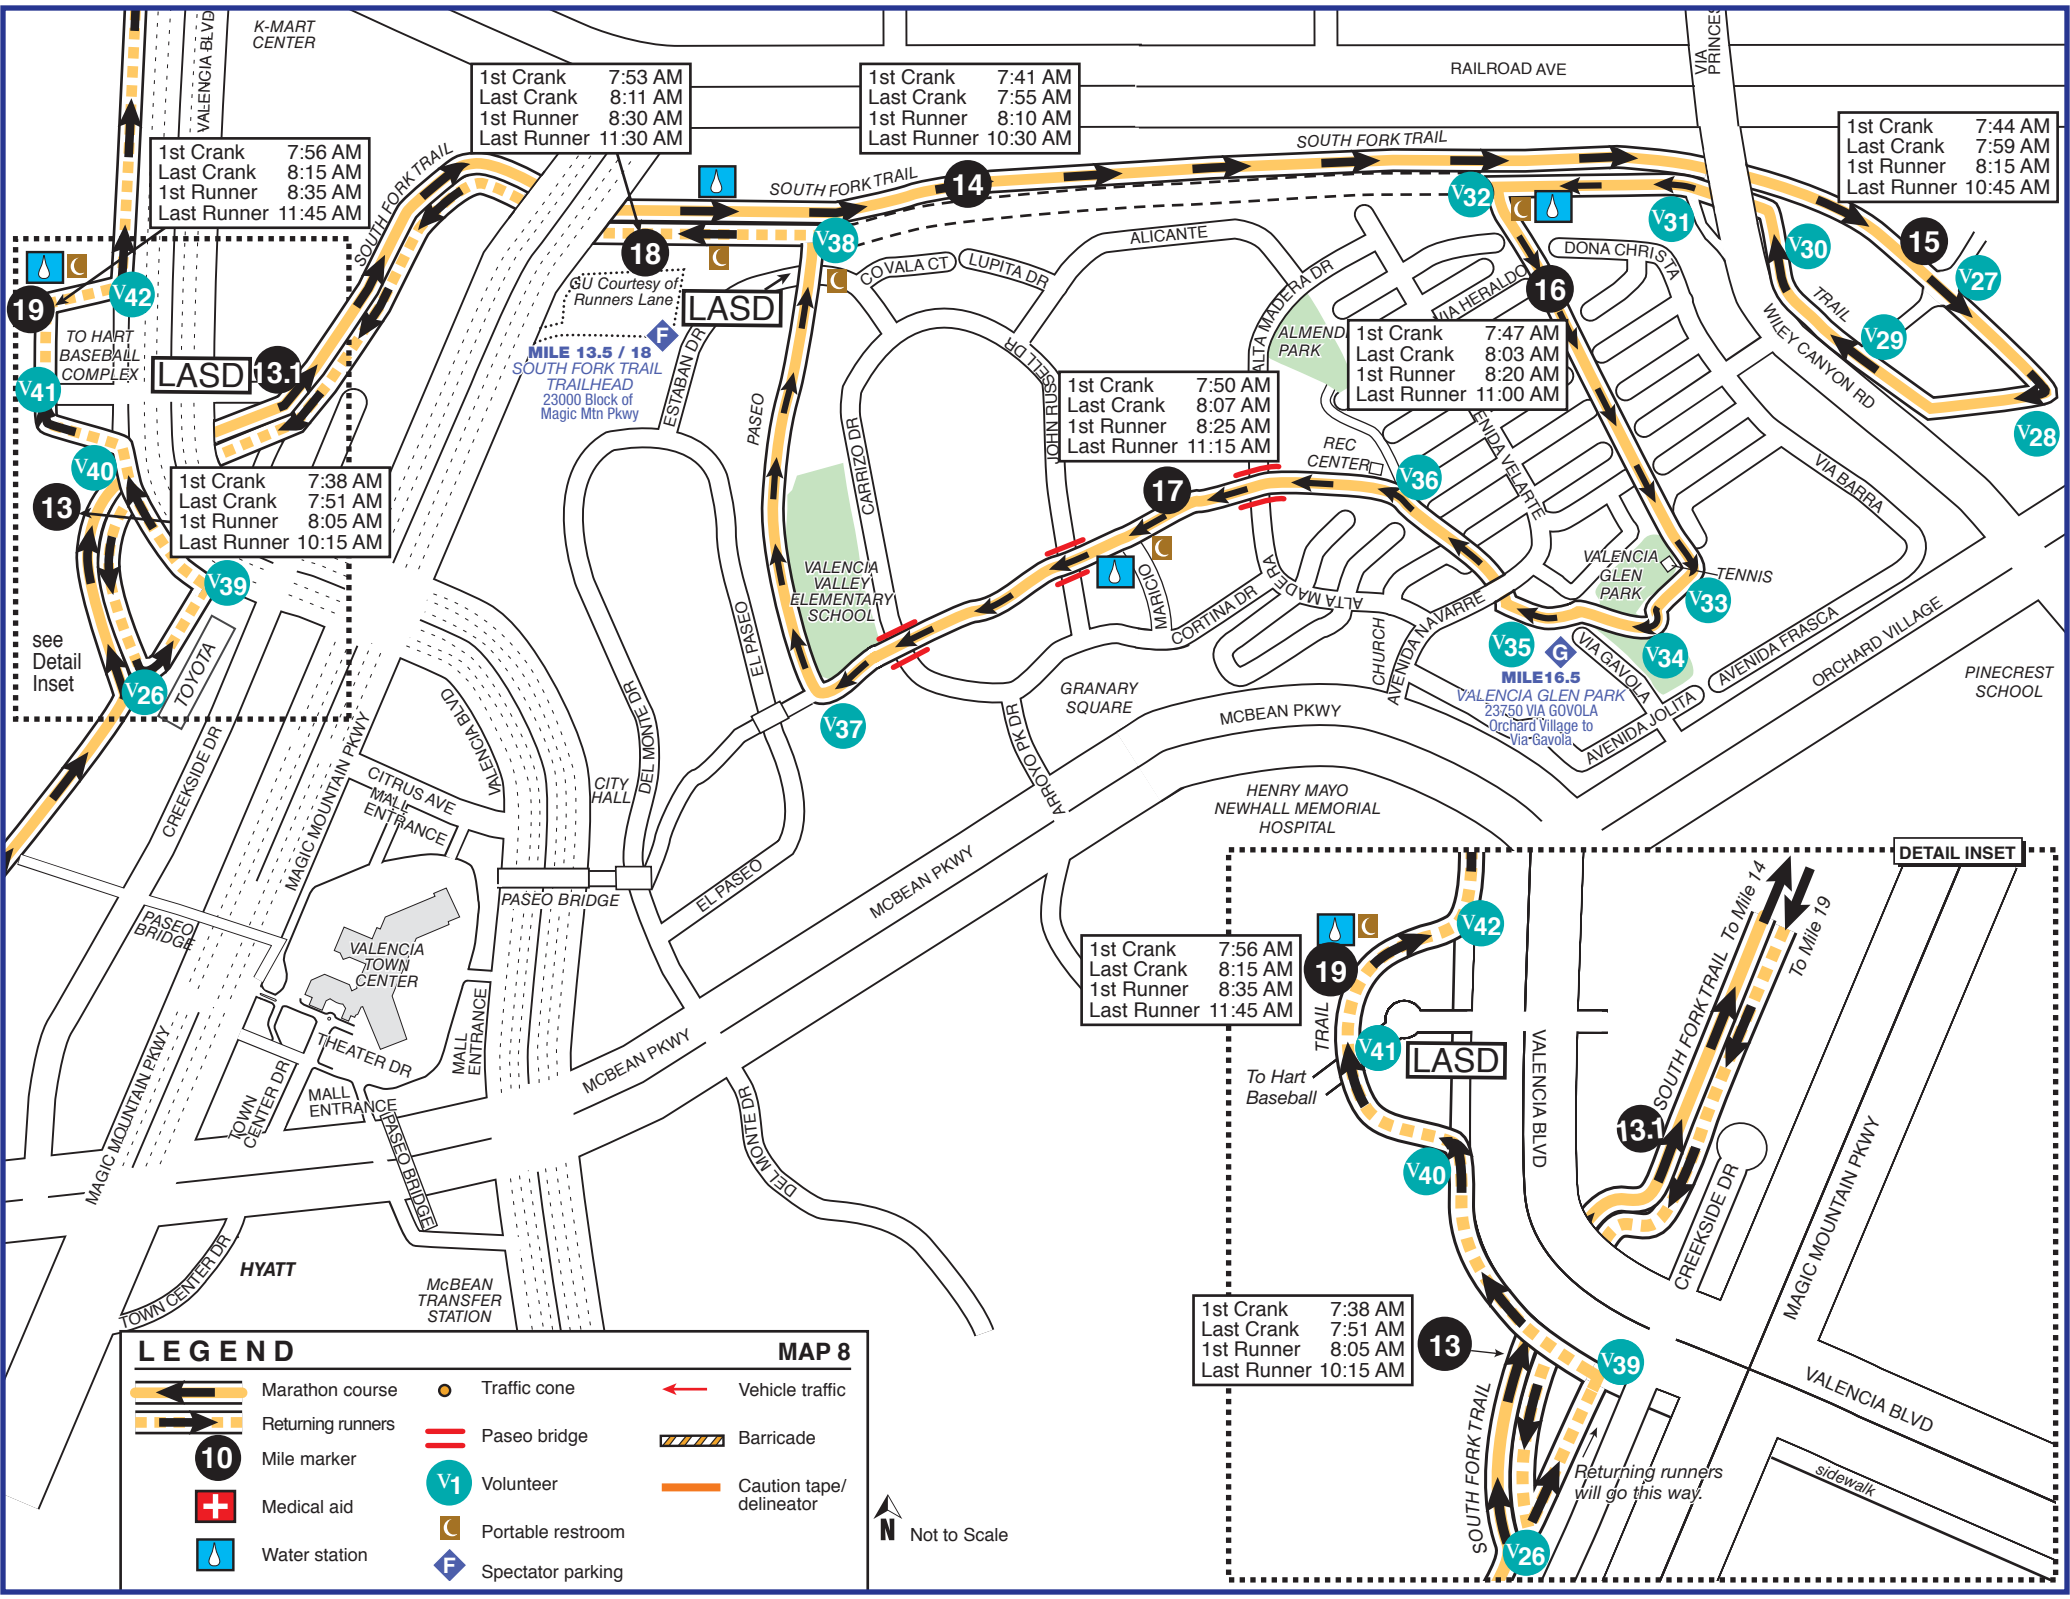 K-MART
CENTER
VALENCIA BLVD
RAILROAD AVE
VIA
PRINCES
1st Crank 7:53 AM
Last Crank 8:11 AM
1st Runner 8:30 AM
Last Runner 11:30 AM
1st Crank 7:41 AM
Last Crank 7:55 AM
1st Runner 8:10 AM
Last Runner 10:30 AM
1st Crank 7:44 AM
Last Crank 7:59 AM
1st Runner 8:15 AM
Last Runner 10:45 AM
1st Crank 7:56 AM
Last Crank 8:15 AM
1st Runner 8:35 AM
Last Runner 11:45 AM
SOUTH FORK TRAIL
SOUTH FORK TRAIL
SOUTH FORK TRAIL
14
V32
V31
V30
15
V27
V38
18
GU Courtesy of
Runners Lane
LASD
F
MILE 13.5 / 18
SOUTH FORK TRAIL
TRAILHEAD
23000 Block of
Magic Mtn Pkwy
COVALA CT
LUPITA DR
ALICANTE
ALTA MADERA DR
VIA HERALDO
DONA CHRISTA
16
TRAIL
V29
WILEY CANYON RD
V28
19
V42
TO HART
BASEBALL
COMPLEX
LASD
13.1
V41
V40
13
1st Crank 7:38 AM
Last Crank 7:51 AM
1st Runner 8:05 AM
Last Runner 10:15 AM
V39
see
Detail
Inset
V26
TOYOTA
ESTABAN DR
PASEO
CARRIZO DR
JOHN RUSSELL DR
ALMEND
PARK
1st Crank 7:47 AM
Last Crank 8:03 AM
1st Runner 8:20 AM
Last Runner 11:00 AM
1st Crank 7:50 AM
Last Crank 8:07 AM
1st Runner 8:25 AM
Last Runner 11:15 AM
REC
CENTER
V36
17
ENIDA VELARTE
VIA BARRA
VALENCIA
VALLEY
ELEMENTARY
SCHOOL
MARICIO
CORTINA DR
ALTA MADERA
ALTA MADERA
CHURCH
AVENIDA NAVARRE
VALENCIA
GLEN
PARK
TENNIS
V33
V34
V35
G
MILE16.5
VALENCIA GLEN PARK
23750 VIA GOVOLA
Orchard Village to
Via Gavola
VIA GAVOLA
AVENIDA JOLITA
AVENIDA FRASCA
ORCHARD VILLAGE
PINECREST
SCHOOL
V37
EL PASEO
DEL MONTE DR
CITY
HALL
VALENCIA BLVD
CREEKSIDE DR
MAGIC MOUNTAIN PKWY
CITRUS AVE
MALL
ENTRANCE
GRANARY
SQUARE
ARROYO PK DR
MCBEAN PKWY
HENRY MAYO
NEWHALL MEMORIAL
HOSPITAL
PASEO
BRIDGE
PASEO BRIDGE
EL PASEO
MCBEAN PKWY
VALENCIA
TOWN
CENTER
THEATER DR
MALL
ENTRANCE
MCBEAN PKWY
MAGIC MOUNTAIN PKWY
TOWN
CENTER DR
MALL
ENTRANCE
PASEO BRIDGE
DEL MONTE DR
TOWN CENTER DR
HYATT
McBEAN
TRANSFER
STATION
DETAIL INSET
V42
1st Crank 7:56 AM
Last Crank 8:15 AM
1st Runner 8:35 AM
Last Runner 11:45 AM
19
TRAIL
V41
LASD
To Hart
Baseball
V40
VALENCIA BLVD
SOUTH FORK TRAIL
To Mile 14
To Mile 19
13.1
CREEKSIDE DR
MAGIC MOUNTAIN PKWY
1st Crank 7:38 AM
Last Crank 7:51 AM
1st Runner 8:05 AM
Last Runner 10:15 AM
13
V39
VALENCIA BLVD
SOUTH FORK TRAIL
Returning runners
will go this way.
sidewalk
V26
LEGEND
MAP 8
Marathon course
Returning runners
10 Mile marker
Medical aid
Water station
Traffic cone
Paseo bridge
V1 Volunteer
Portable restroom
F Spectator parking
Vehicle traffic
Barricade
Caution tape/
delineator
N Not to Scale